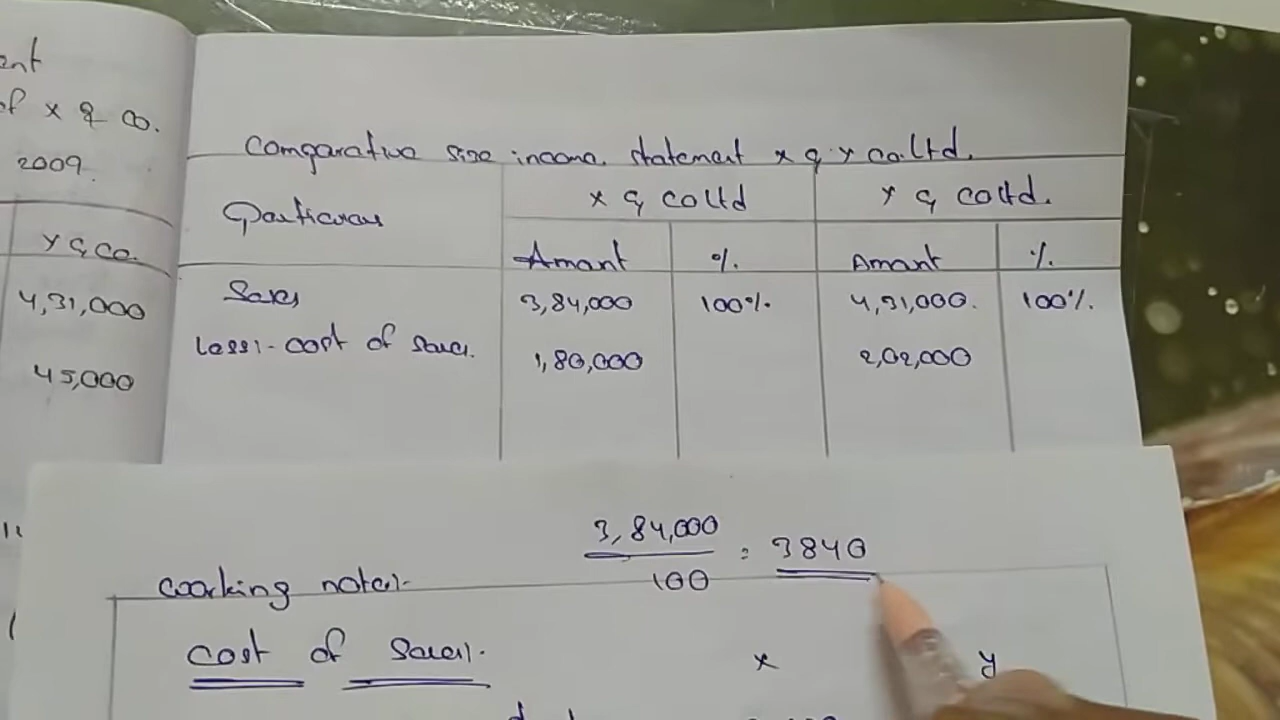 ent
of X & Co.
2009.
Y & Co.
4,31,000
45,000
Comparative size income statement X & Y Co. Ltd.
Particulars
X & Co Ltd
Y & Co Ltd.
Amount % Amount %
Sales 3,84,000 100% 4,31,000. 100%.
Less:- cost of sales. 1,80,000 2,02,000
3,84,000
100
= 3840
Working notes:-
Cost of Sales:-
X Y